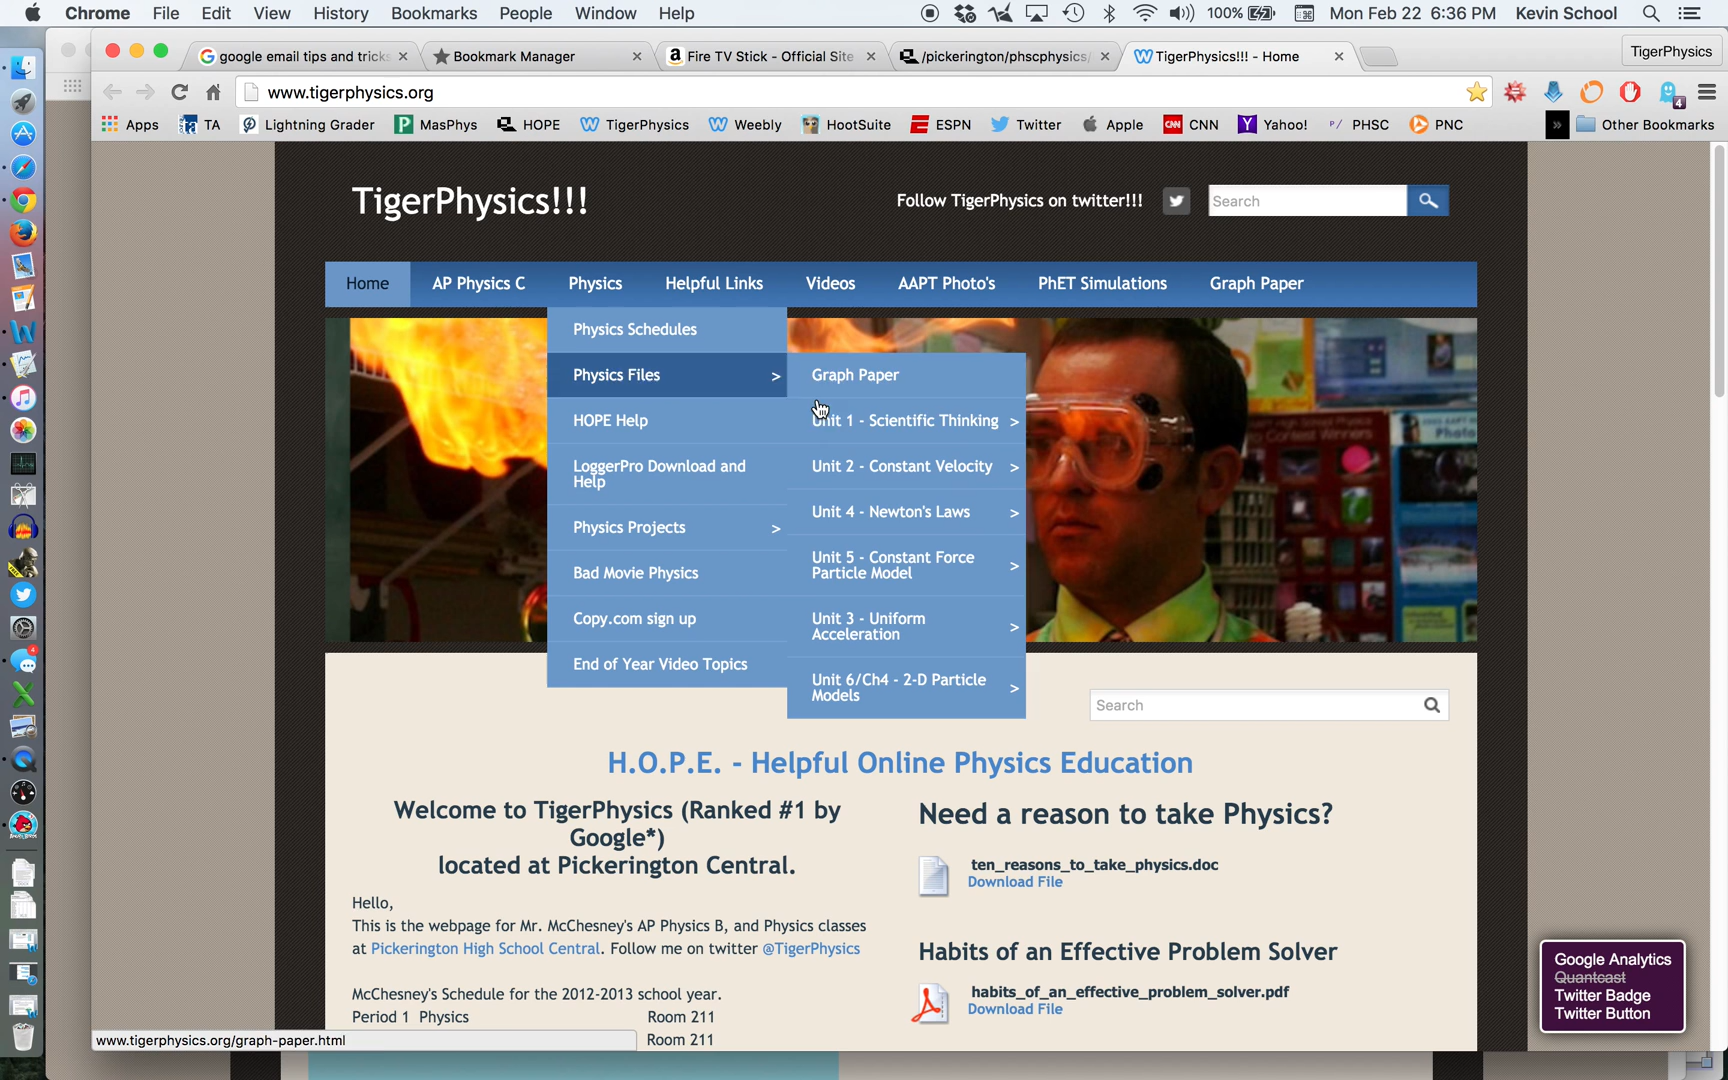 Chrome File Edit View History Bookmarks People Window Help 100% Mon Feb 22 6:36 PM Kevin School
google email tips and tricks Bookmark Manager Fire TV Stick - Official Site /pickerington/phscphysics/ TigerPhysics!!! - Home TigerPhysics
www.tigerphysics.org
4
Apps TA Lightning Grader MasPhys HOPE TigerPhysics Weebly HootSuite ESPN Twitter Apple CNN Yahoo! PHSC PNC » Other Bookmarks
TigerPhysics!!!
Follow TigerPhysics on twitter!!!
Search
Home AP Physics C Physics Helpful Links Videos AAPT Photo's PhET Simulations Graph Paper
Physics Schedules
Physics Files >
HOPE Help
LoggerPro Download and
Help
Physics Projects >
Bad Movie Physics
Copy.com sign up
End of Year Video Topics
Graph Paper
Unit 1 - Scientific Thinking >
Unit 2 - Constant Velocity >
Unit 4 - Newton's Laws >
Unit 5 - Constant Force
Particle Model >
Unit 3 - Uniform
Acceleration >
Unit 6/Ch4 - 2-D Particle
Models >
Search
H.O.P.E. - Helpful Online Physics Education
Welcome to TigerPhysics (Ranked #1 by
Google*)
located at Pickerington Central.
Hello,
This is the webpage for Mr. McChesney's AP Physics B, and Physics classes
at Pickerington High School Central. Follow me on twitter @TigerPhysics
McChesney's Schedule for the 2012-2013 school year.
Period 1 Physics Room 211
Room 211
Need a reason to take Physics?
ten_reasons_to_take_physics.doc
Download File
Habits of an Effective Problem Solver
habits_of_an_effective_problem_solver.pdf
Download File
Google Analytics
Quantcast
Twitter Badge
Twitter Button
www.tigerphysics.org/graph-paper.html